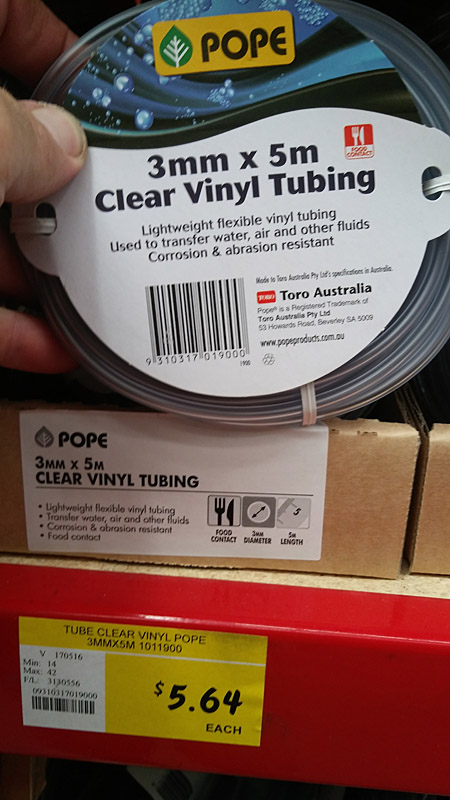 POPE
3mm x 5m
FOOD
CONTACT
Clear Vinyl Tubing
Lightweight flexible vinyl tubing
Used to transfer water, air and other fluids
Corrosion & abrasion resistant
Made to Toro Australia Pty Ltd's specifications in Australia.
TORO Toro Australia
Pope® is a Registered Trademark of
Toro Australia Pty Ltd
53 Howards Road, Beverley SA 5009
www.popeproducts.com.au
9 310317 019000
1900
POPE
3MM X 5M
CLEAR VINYL TUBING
• Lightweight flexible vinyl tubing
• Transfer water, air and other fluids
• Corrosion & abrasion resistant
• Food contact
5
FOOD CONTACT
3MM DIAMETER
5M LENGTH
TUBE CLEAR VINYL POPE
3MMX5M 1011900
V 170516
Min: 14
Max: 42
F/L: 3130556
09310317019000
$5.64
EACH